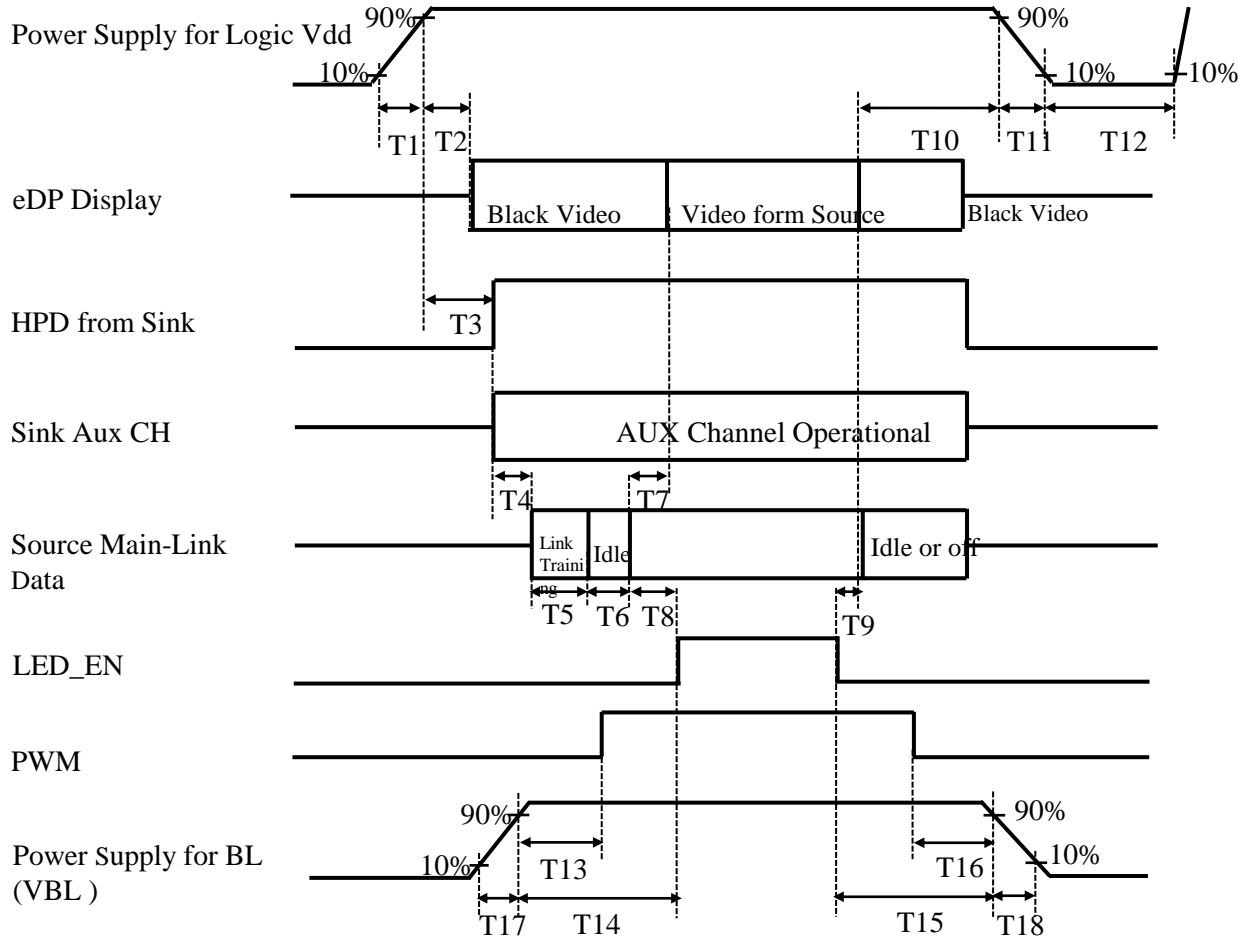 90%
90%
Power Supply for Logic Vdd
10%
10%
10%
T1
T2
T10
T11
T12
eDP Display
Black Video
Video form Source
Black Video
HPD from Sink
T3
Sink Aux CH
AUX Channel Operational
T4
T7
Source Main-Link
Data
Link
Traini
ng
Idle
Idle or off
T5
T6
T8
T9
LED_EN
PWM
90%
90%
Power Supply for BL
(VBL )
10%
10%
T13
T16
T17
T14
T15
T18